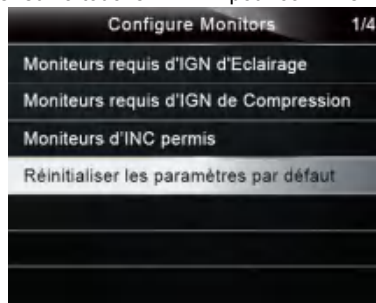 Configure Monitors 1/4
Moniteurs requis d'IGN d'Eclairage
Moniteurs requis d'IGN de Compression
Moniteurs d'INC permis
Réinitialiser les paramètres par défaut